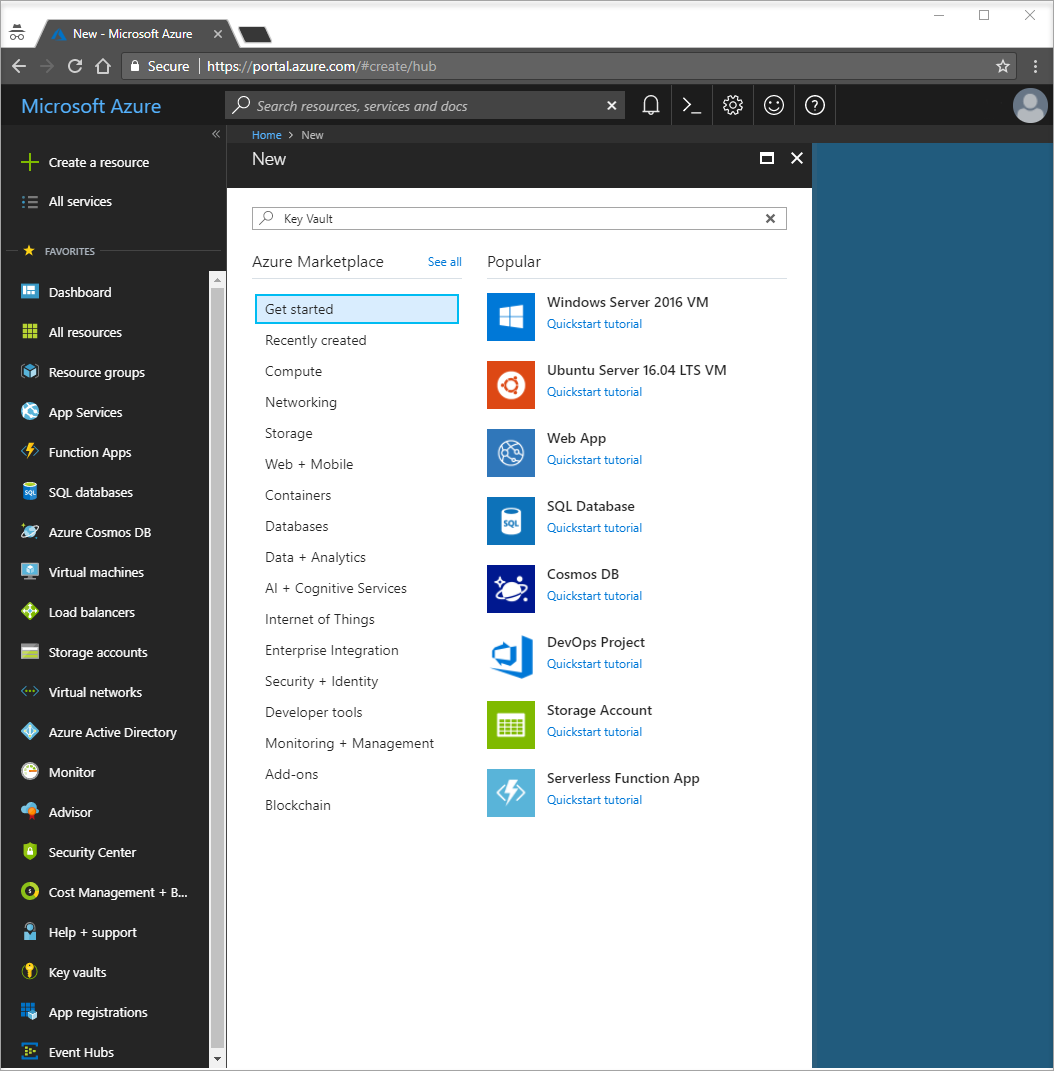 New - Microsoft Azure
Secure https://portal.azure.com/#create/hub
Microsoft Azure
Search resources, services and docs
Create a resource
All services
FAVORITES
Dashboard
All resources
Resource groups
App Services
Function Apps
SQL databases
Azure Cosmos DB
Virtual machines
Load balancers
Storage accounts
Virtual networks
Azure Active Directory
Monitor
Advisor
Security Center
Cost Management + B...
Help + support
Key vaults
App registrations
Event Hubs
Home > New
New
Key Vault
Azure Marketplace See all
Get started
Recently created
Compute
Networking
Storage
Web + Mobile
Containers
Databases
Data + Analytics
AI + Cognitive Services
Internet of Things
Enterprise Integration
Security + Identity
Developer tools
Monitoring + Management
Add-ons
Blockchain
Popular
Windows Server 2016 VM
Quickstart tutorial
Ubuntu Server 16.04 LTS VM
Quickstart tutorial
Web App
Quickstart tutorial
SQL
SQL Database
Quickstart tutorial
Cosmos DB
Quickstart tutorial
DevOps Project
Quickstart tutorial
Storage Account
Quickstart tutorial
Serverless Function App
Quickstart tutorial